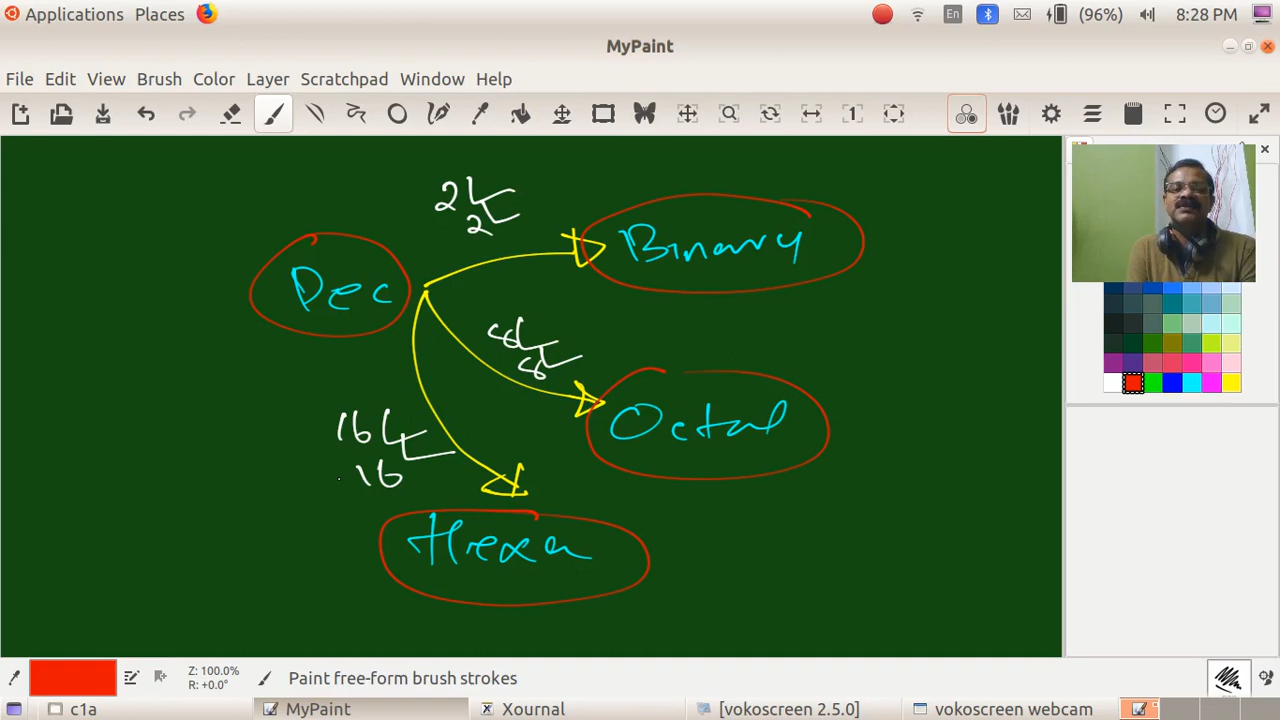 Applications Places En (96%) 8:28 PM
MyPaint
File Edit View Brush Color Layer Scratchpad Window Help
1
2
2
Binary
Dec
8
8
Octal
16
16
Hexa
Z: 100.0%
R: +0.0°
Paint free-form brush strokes
c1a MyPaint Xournal [vokoscreen 2.5.0] vokoscreen webcam